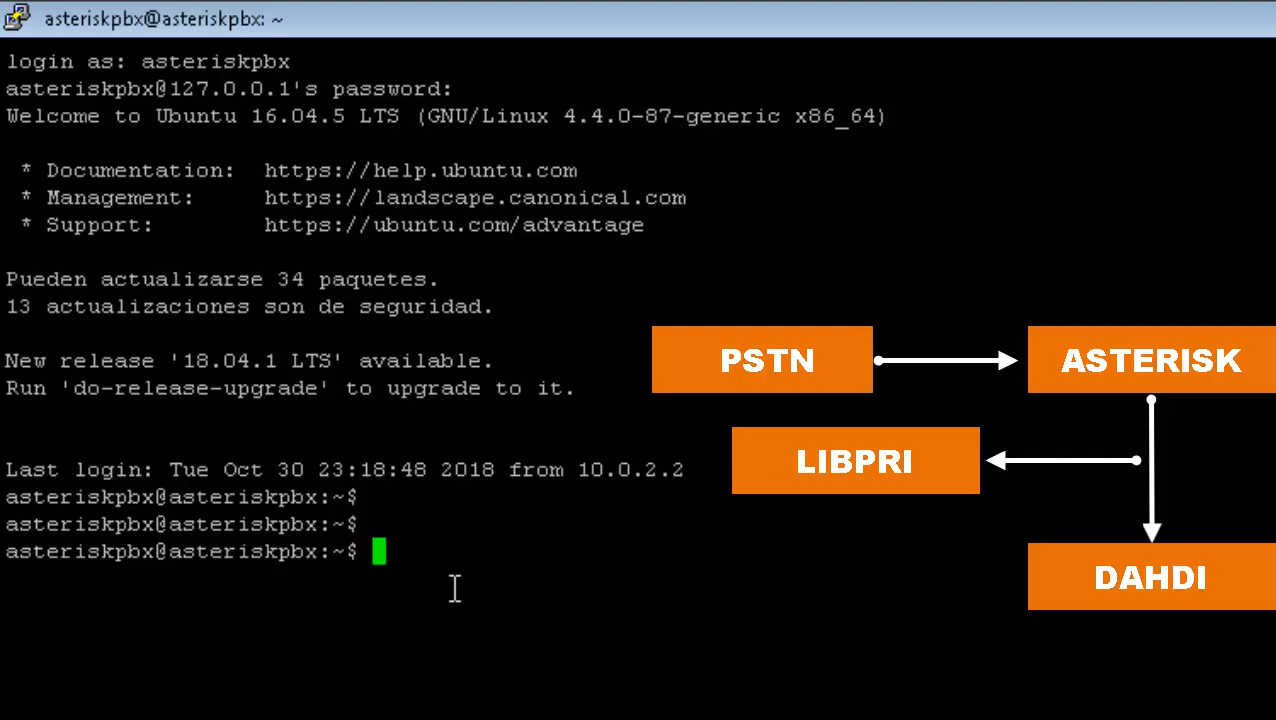 asteriskpbx@asteriskpbx: ~
login as: asteriskpbx
asteriskpbx@127.0.0.1's password:
Welcome to Ubuntu 16.04.5 LTS (GNU/Linux 4.4.0-87-generic x86_64)
* Documentation: https://help.ubuntu.com
* Management: https://landscape.canonical.com
* Support: https://ubuntu.com/advantage
Pueden actualizarse 34 paquetes.
13 actualizaciones son de seguridad.
New release '18.04.1 LTS' available.
Run 'do-release-upgrade' to upgrade to it.
Last login: Tue Oct 30 23:18:48 2018 from 10.0.2.2
asteriskpbx@asteriskpbx:~$
asteriskpbx@asteriskpbx:~$
asteriskpbx@asteriskpbx:~$
PSTN
ASTERISK
LIBPRI
DAHDI